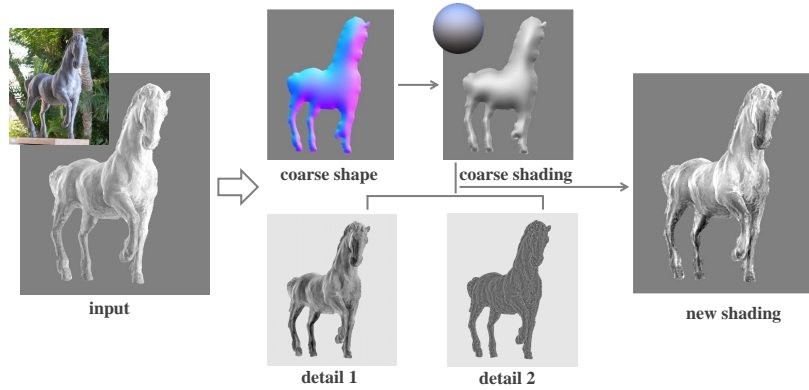 coarse shape
coarse shading
input
new shading
detail 1
detail 2